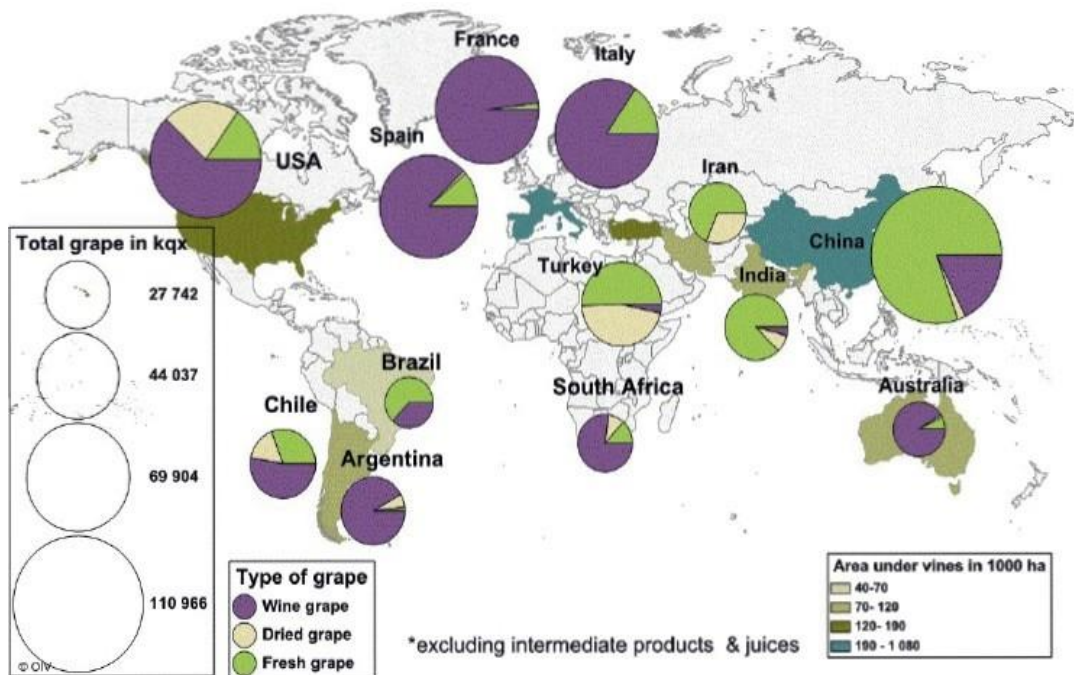 France
Italy
Spain
USA
Iran
China
Turkey
India
Brazil
South Africa
Australia
Chile
Argentina
Total grape in kqx
27 742
44 037
69 904
110 966
© OIV
Type of grape
Wine grape
Dried grape
Fresh grape
*excluding intermediate products & juices
Area under vines in 1000 ha
40-70
70- 120
120- 190
190- 1 080